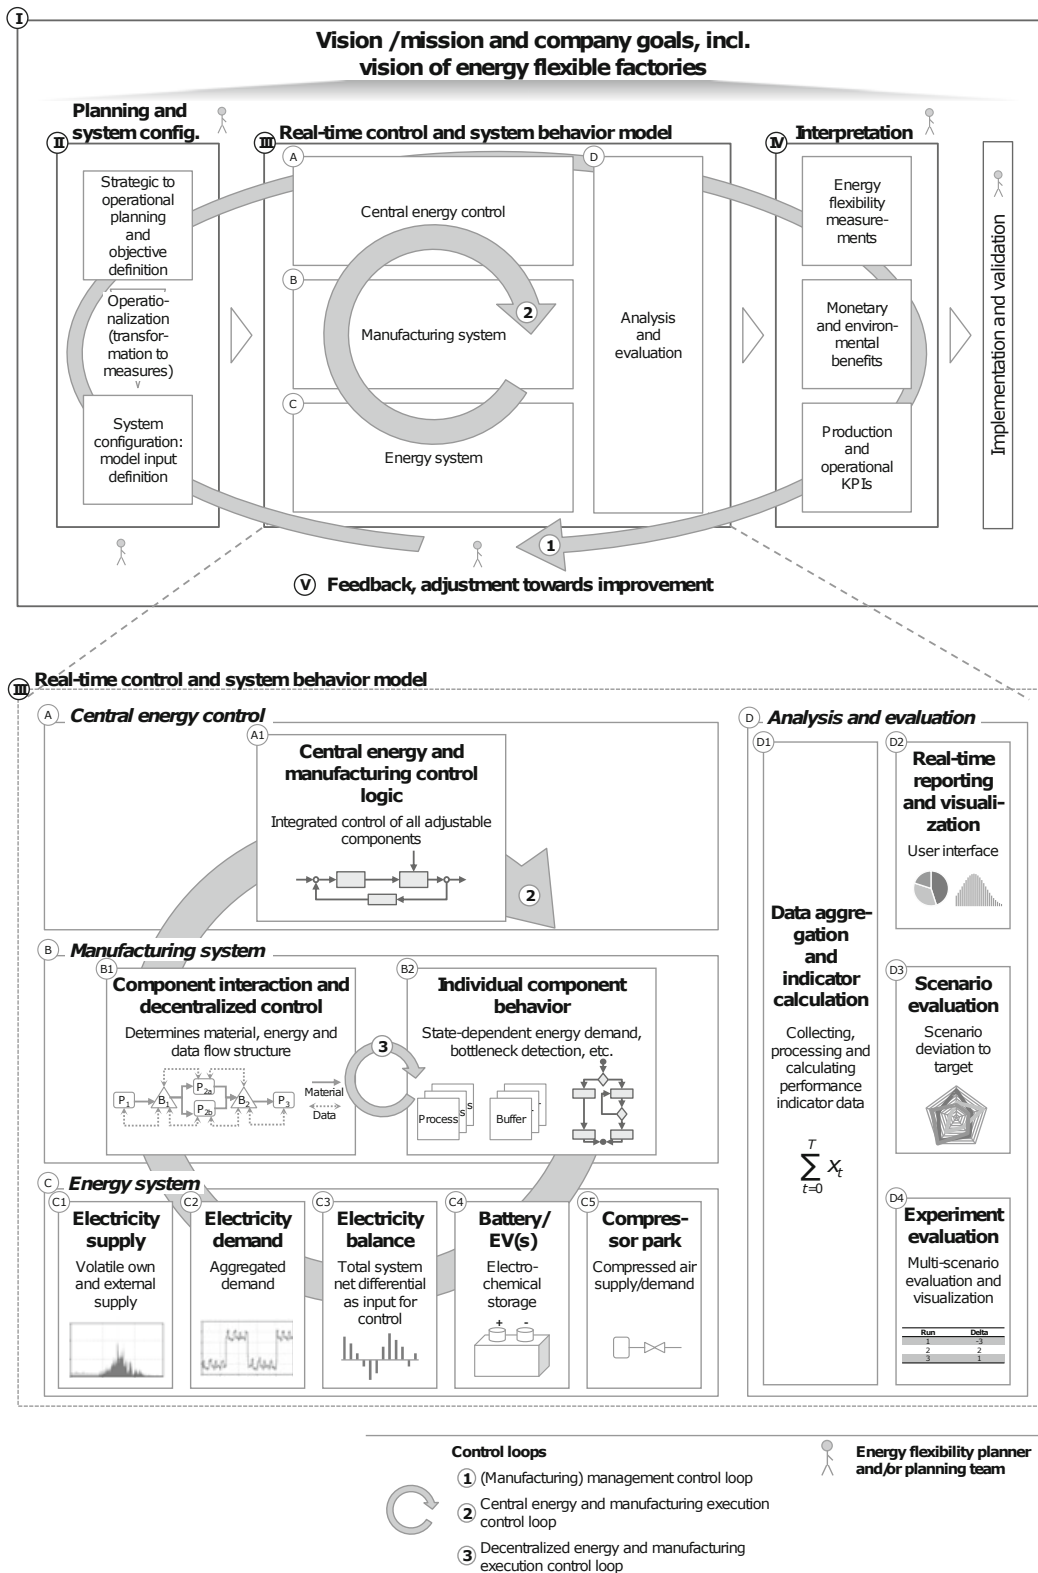 I
Vision /mission and company goals, incl.
vision of energy flexible factories
Planning and
system config.
II
Strategic to
operational
planning
and
objective
definition
Operatio-
nalization
(transfor-
mation to
measures)
System
configuration:
model input
definition
III
Real-time control and system behavior model
A
Central energy control
B
Manufacturing system
2
C
Energy system
D
Analysis
and
evaluation
IV
Interpretation
Energy
flexibility
measure-
ments
Monetary
and environ-
mental
benefits
Production
and
operational
KPIs
Implementation and validation
1
V Feedback, adjustment towards improvement
III
Real-time control and system behavior model
A Central energy control
A1
Central energy and
manufacturing control
logic
Integrated control of all adjustable
components
2
B Manufacturing system
B1
Component interaction and
decentralized control
Determines material, energy and
data flow structure
P1 B1 P2a P2b B2 P3
Material
Data
3
B2
Individual component
behavior
State-dependent energy demand,
bottleneck detection, etc.
Process s s
Buffer
C Energy system
C1
Electricity
supply
Volatile own
and external
supply
C2
Electricity
demand
Aggregated
demand
C3
Electricity
balance
Total system
net differential
as input for
control
C4
Battery/
EV(s)
Electro-
chemical
storage
+ -
C5
Compres-
sor park
Compressed air
supply/demand
D Analysis and evaluation
D1
Data aggre-
gation
and
indicator
calculation
Collecting,
processing and
calculating
performance
indicator data
T
∑ xt
t=0
D2
Real-time
reporting
and visuali-
zation
User interface
D3
Scenario
evaluation
Scenario
deviation to
target
D4
Experiment
evaluation
Multi-scenario
evaluation and
visualization
Run Delta
1 -3
2 2
3 1
Control loops
1 (Manufacturing) management control loop
2 Central energy and manufacturing execution
control loop
3 Decentralized energy and manufacturing
execution control loop
Energy flexibility planner
and/or planning team